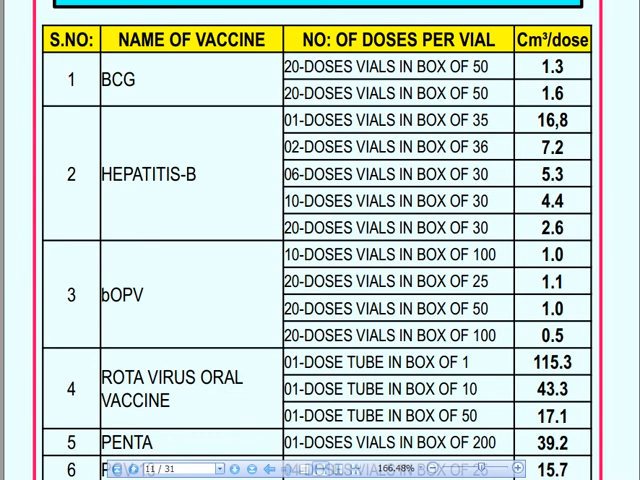 S.NO: NAME OF VACCINE NO: OF DOSES PER VIAL Cm³/dose
1 BCG 20-DOSES VIALS IN BOX OF 50 1.3
20-DOSES VIALS IN BOX OF 50 1.6
2 HEPATITIS-B 01-DOSES VIALS IN BOX OF 35 16,8
02-DOSES VIALS IN BOX OF 36 7.2
06-DOSES VIALS IN BOX OF 30 5.3
10-DOSES VIALS IN BOX OF 30 4.4
20-DOSES VIALS IN BOX OF 30 2.6
3 bOPV 10-DOSES VIALS IN BOX OF 100 1.0
20-DOSES VIALS IN BOX OF 25 1.1
20-DOSES VIALS IN BOX OF 50 1.0
20-DOSES VIALS IN BOX OF 100 0.5
4 ROTA VIRUS ORAL VACCINE 01-DOSE TUBE IN BOX OF 1 115.3
01-DOSE TUBE IN BOX OF 10 43.3
01-DOSE TUBE IN BOX OF 50 17.1
5 PENTA 01-DOSES VIALS IN BOX OF 200 39.2
6 15.7
11 / 31 166.48%